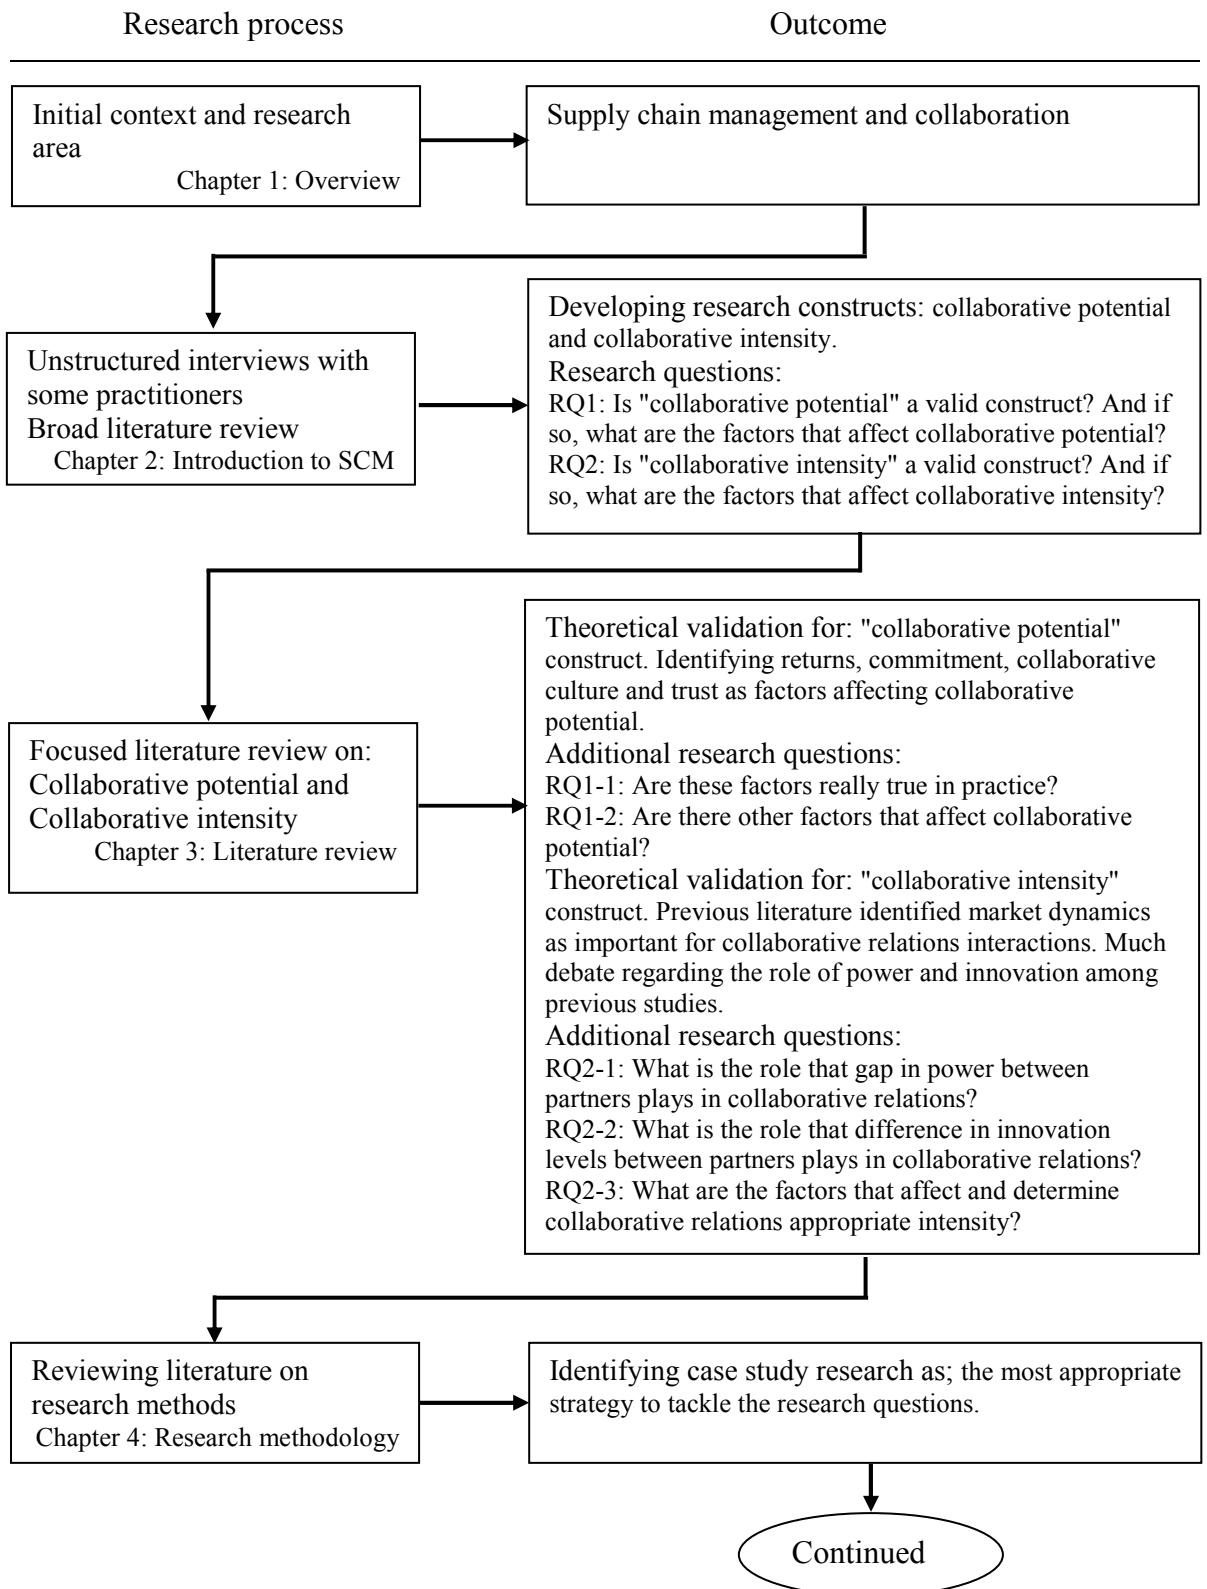 Research process
Outcome
Initial context and research
area
Chapter 1: Overview
Supply chain management and collaboration
Unstructured interviews with
some practitioners
Broad literature review
Chapter 2: Introduction to SCM
Developing research constructs: collaborative potential
and collaborative intensity.
Research questions:
RQ1: Is "collaborative potential" a valid construct? And if
so, what are the factors that affect collaborative potential?
RQ2: Is "collaborative intensity" a valid construct? And if
so, what are the factors that affect collaborative intensity?
Focused literature review on:
Collaborative potential and
Collaborative intensity
Chapter 3: Literature review
Theoretical validation for: "collaborative potential"
construct. Identifying returns, commitment, collaborative
culture and trust as factors affecting collaborative
potential.
Additional research questions:
RQ1-1: Are these factors really true in practice?
RQ1-2: Are there other factors that affect collaborative
potential?
Theoretical validation for: "collaborative intensity"
construct. Previous literature identified market dynamics
as important for collaborative relations interactions. Much
debate regarding the role of power and innovation among
previous studies.
Additional research questions:
RQ2-1: What is the role that gap in power between
partners plays in collaborative relations?
RQ2-2: What is the role that difference in innovation
levels between partners plays in collaborative relations?
RQ2-3: What are the factors that affect and determine
collaborative relations appropriate intensity?
Reviewing literature on
research methods
Chapter 4: Research methodology
Identifying case study research as; the most appropriate
strategy to tackle the research questions.
Continued